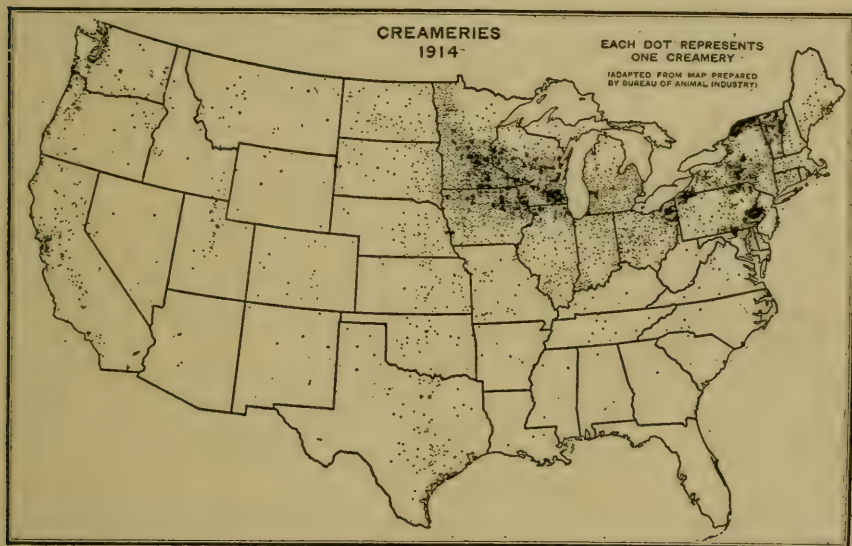 CREAMERIES
1914
EACH DOT REPRESENTS
ONE CREAMERY
(ADAPTED FROM MAP PREPARED
BY BUREAU OF ANIMAL INDUSTRY)